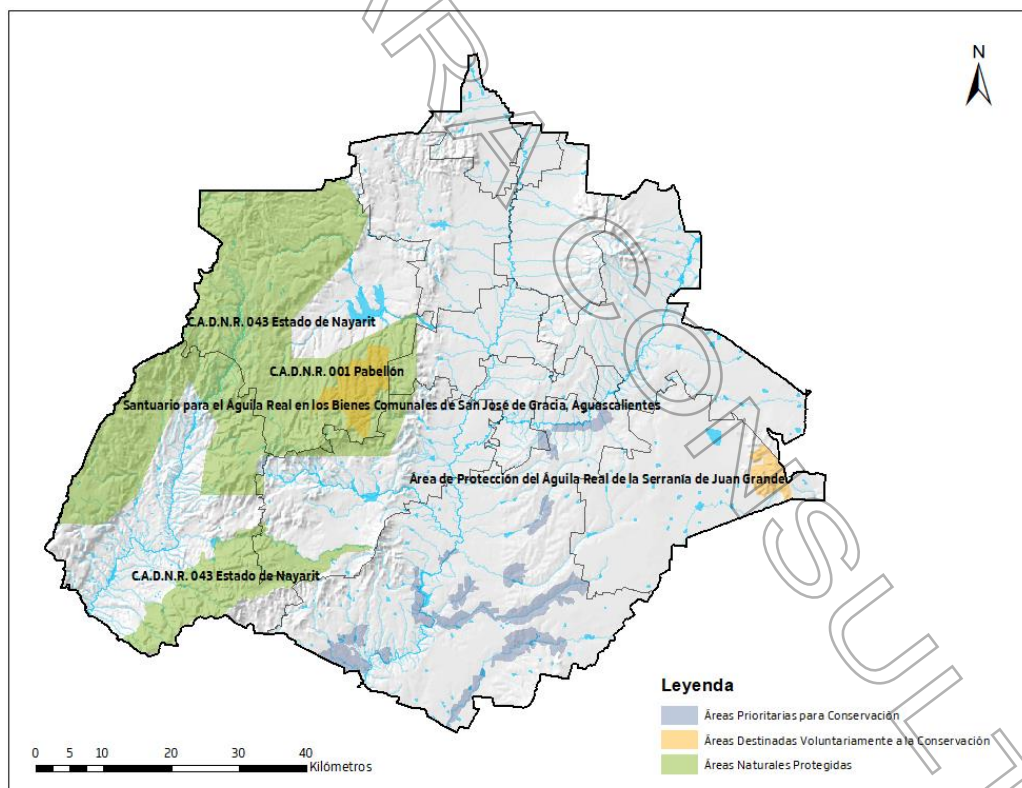 N
C.A.D.N.R. 043 Estado de Nayarit
C.A.D.N.R. 001 Pabellón
Santuario para el Águila Real en los Bienes Comunales de San José de Gracia, Aguascalientes
Área de Protección del Águila Real de la Serranía de Juan Grande
C.A.D.N.R. 043 Estado de Nayarit
Leyenda
Áreas Prioritarias para Conservación
Áreas Destinadas Voluntariamente a la Conservación
Áreas Naturales Protegidas
0 5 10 20 30 40
Kilómetros
RA CONSULT